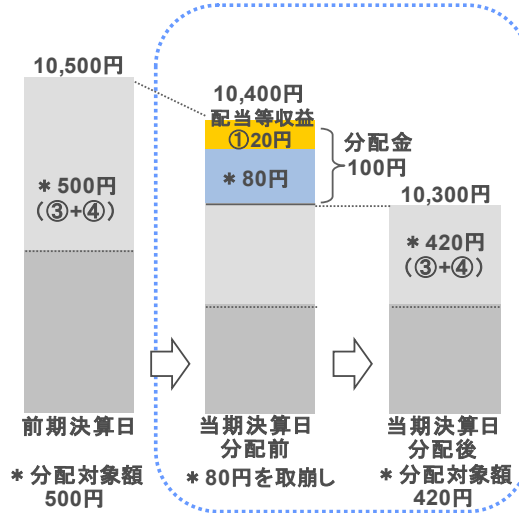 10,500円
10,400円
配当等収益
①20円
分配金
100円
＊80円
＊500円
（③+④）
10,300円
＊420円
（③+④）
前期決算日
当期決算日
分配前
当期決算日
分配後
＊分配対象額
500円
＊80円を取崩し
＊分配対象額
420円